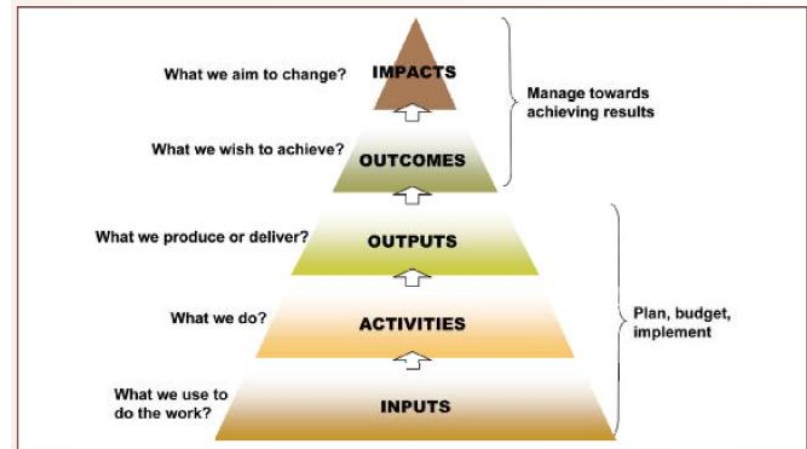 What we aim to change?
IMPACTS
Manage towards
achieving results
What we wish to achieve?
OUTCOMES
What we produce or deliver?
OUTPUTS
What we do?
ACTIVITIES
Plan, budget,
implement
What we use to
do the work?
INPUTS